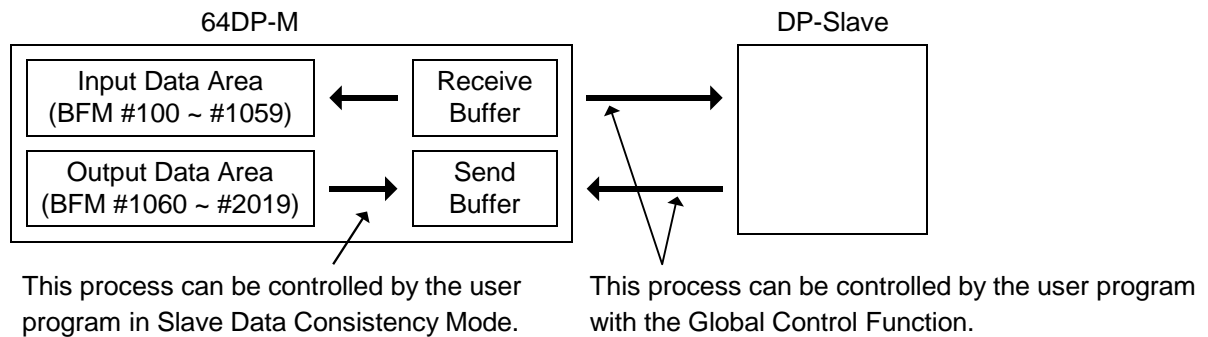 64DP-M
DP-Slave
Input Data Area
(BFM #100 ~ #1059)
Receive
Buffer
Output Data Area
(BFM #1060 ~ #2019)
Send
Buffer
This process can be controlled by the user
program in Slave Data Consistency Mode.
This process can be controlled by the user program
with the Global Control Function.